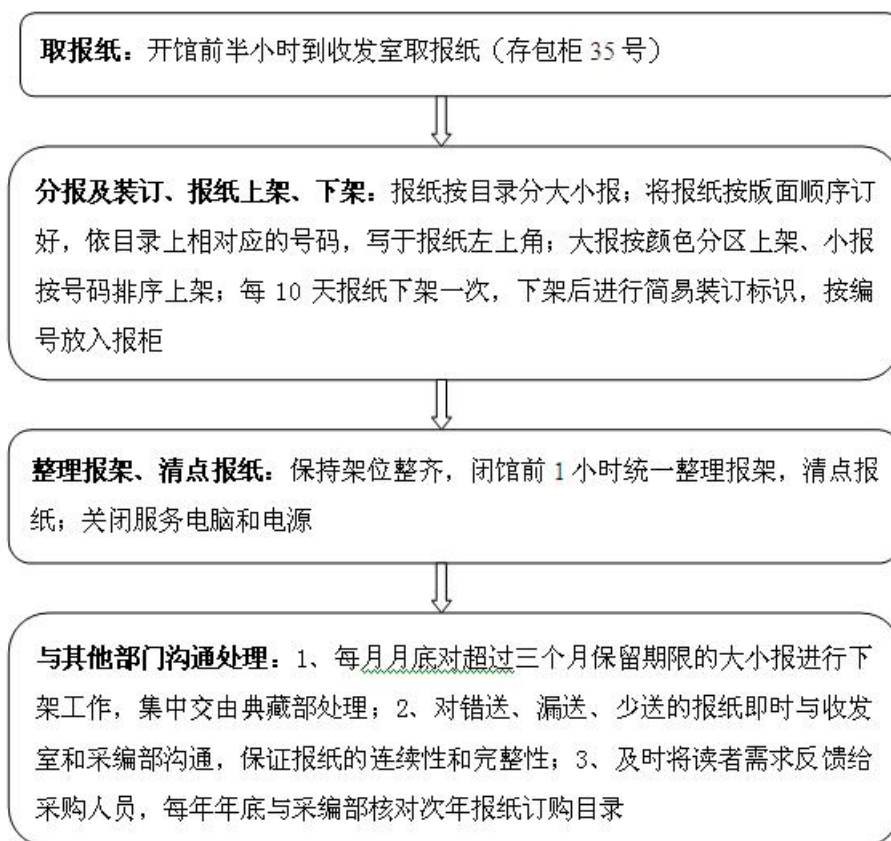 取报纸：开馆前半小时到收发室取报纸（存包柜 35 号）
分报及装订、报纸上架、下架：报纸按目录分大小报；将报纸按版面顺序订
好，依目录上相对应的号码，写于报纸左上角；大报按颜色分区上架、小报
按号码排序上架；每 10 天报纸下架一次，下架后进行简易装订标识，按编
号放入报柜
整理报架、清点报纸：保持架位整齐，闭馆前 1 小时统一整理报架，清点报
纸；关闭服务电脑和电源
与其他部门沟通处理：1、每月月底对超过三个月保留期限的大小报进行下
架工作，集中交由典藏部处理；2、对错送、漏送、少送的报纸即时与收发
室和采编部沟通，保证报纸的连续性和完整性；3、及时将读者需求反馈给
采购人员，每年年底与采编部核对次年报纸订购目录